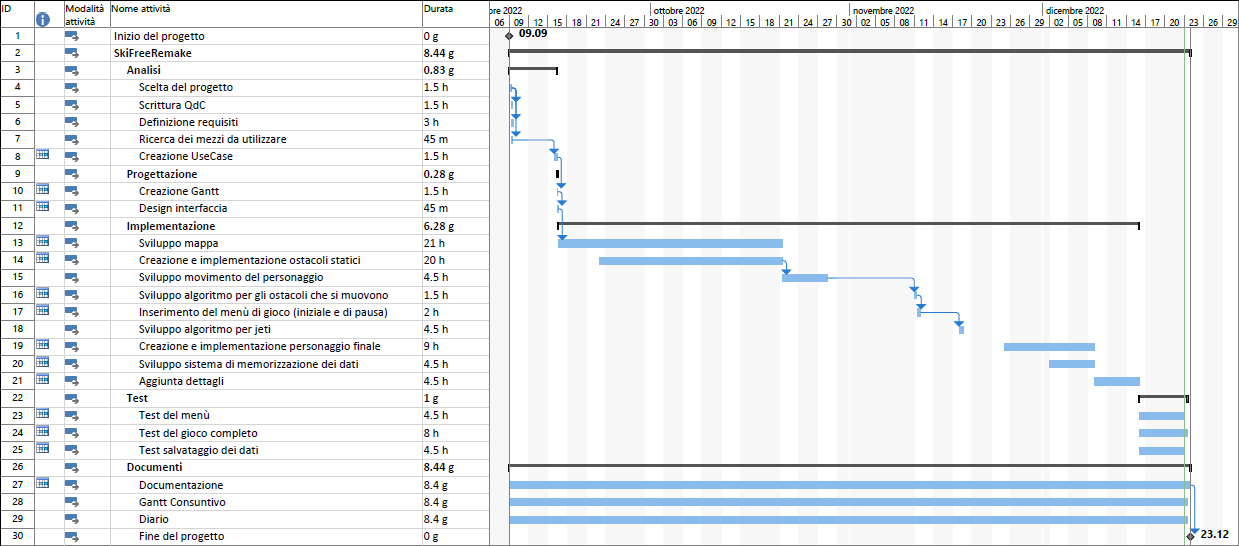 ID Modalità attività Nome attività Durata bre 2022 ottobre 2022 novembre 2022 dicembre 2022
06 09 12 15 18 21 24 27 30 03 06 09 12 15 18 21 24 27 30 02 05 08 11 14 17 20 23 26 29 02 05 08 11 14 17 20 23 26 29
1 Inizio del progetto 0 g 09.09
2 SkiFreeRemake 8.44 g
3 Analisi 0.83 g
4 Scelta del progetto 1.5 h
5 Scrittura QdC 1.5 h
6 Definizione requisiti 3 h
7 Ricerca dei mezzi da utilizzare 45 m
8 Creazione UseCase 1.5 h
9 Progettazione 0.28 g
10 Creazione Gantt 1.5 h
11 Design interfaccia 45 m
12 Implementazione 6.28 g
13 Sviluppo mappa 21 h
14 Creazione e implementazione ostacoli statici 20 h
15 Sviluppo movimento del personaggio 4.5 h
16 Sviluppo algoritmo per gli ostacoli che si muovono 1.5 h
17 Inserimento del menù di gioco (iniziale e di pausa) 2 h
18 Sviluppo algoritmo per jeti 4.5 h
19 Creazione e implementazione personaggio finale 9 h
20 Sviluppo sistema di memorizzazione dei dati 4.5 h
21 Aggiunta dettagli 4.5 h
22 Test 1 g
23 Test del menù 4.5 h
24 Test del gioco completo 8 h
25 Test salvataggio dei dati 4.5 h
26 Documenti 8.44 g
27 Documentazione 8.4 g
28 Gantt Consuntivo 8.4 g
29 Diario 8.4 g
30 Fine del progetto 0 g 23.12